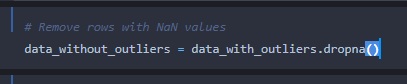 # Remove rows with NaN values
data_without_outliers = data_with_outliers.dropna()